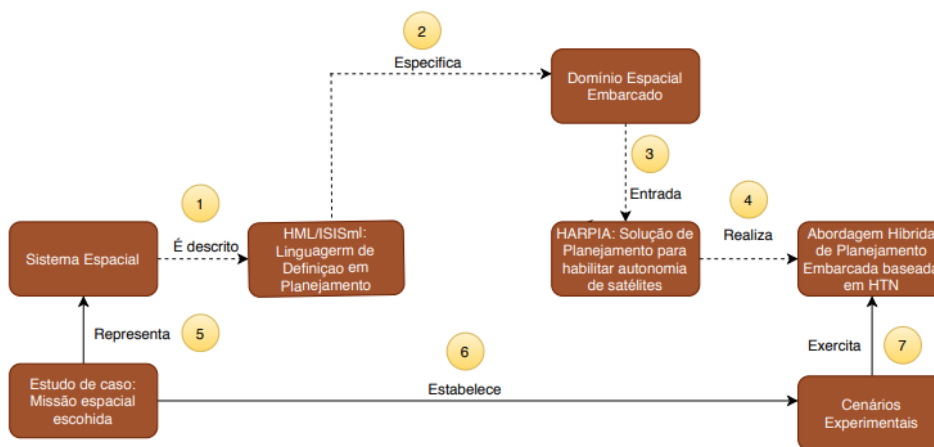 2
Especifica
Domínio Espacial
Embarcado
3
Entrada
1
É descrito
4
Realiza
Sistema Espacial
HML/ISISml:
Linguagerm de
Definiçao em
Planejamento
HARPIA: Solução de
Planejamento para
habilitar autonomia
de satélites
Abordagem Híbrida
de Planejamento
Embarcada baseada
em HTN
Representa
5
6
Estabelece
Exercita
7
Estudo de caso:
Missão espacial
escohida
Cenários
Experimentais